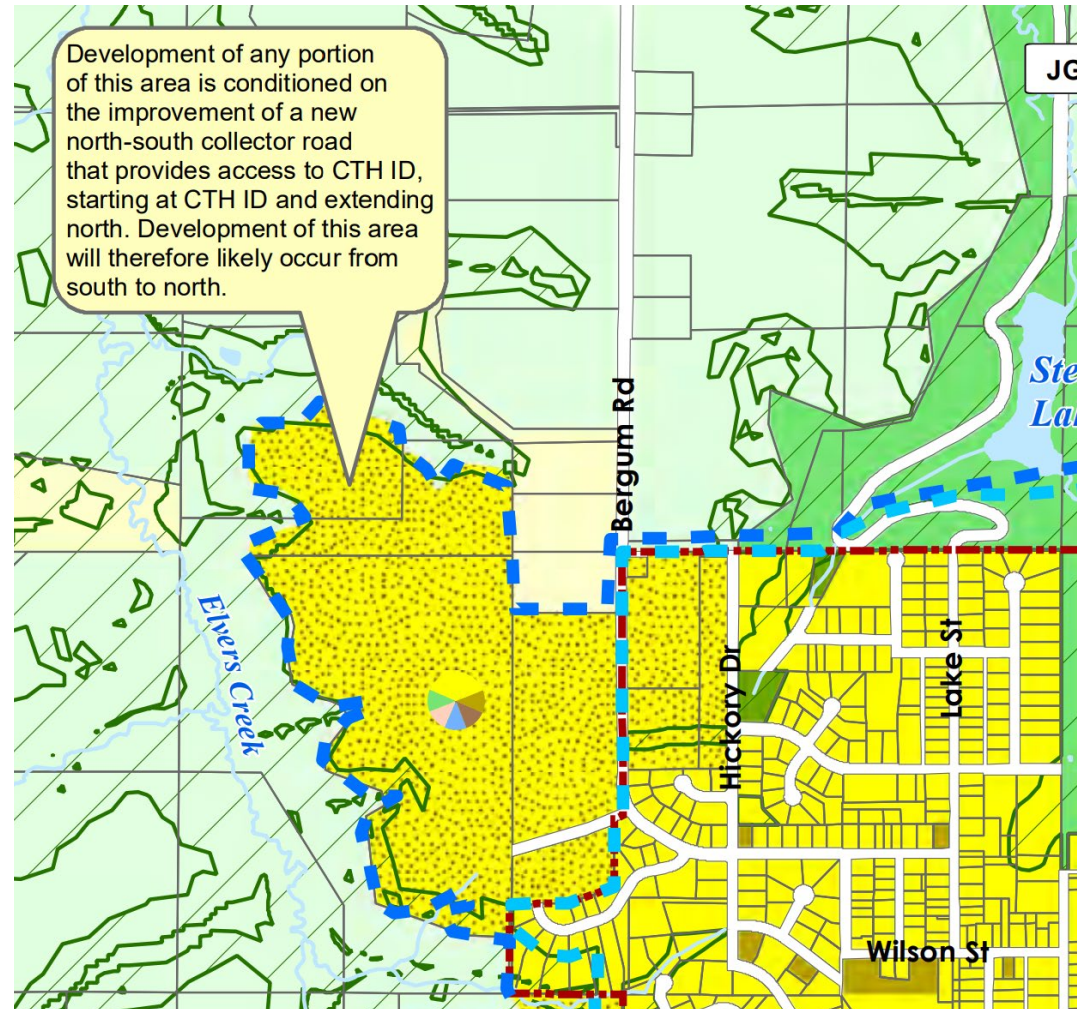 Development of any portion
of this area is conditioned on
the improvement of a new
north-south collector road
that provides access to CTH ID,
starting at CTH ID and extending
north. Development of this area
will therefore likely occur from
south to north.
JG
Ste
La
Bergum Rd
Elvers Creek
Hickory Dr
Lake St
Wilson St